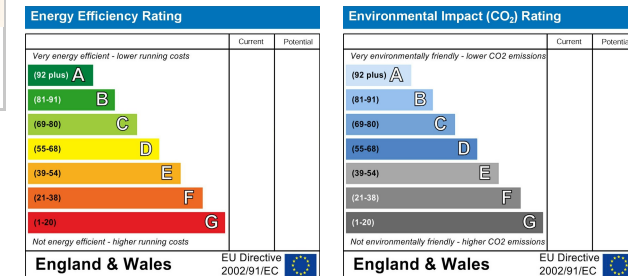 Energy Efficiency Rating
Current Potential
Very energy efficient - lower running costs
(92 plus) A
(81-91) B
(69-80) C
(55-68) D
(39-54) E
(21-38) F
(1-20) G
Not energy efficient - higher running costs
England & Wales
EU Directive
2002/91/EC
Environmental Impact (CO₂) Rating
Current Potential
Very environmentally friendly - lower CO2 emissions
(92 plus) A
(81-91) B
(69-80) C
(55-68) D
(39-54) E
(21-38) F
(1-20) G
Not environmentally friendly - higher CO2 emissions
England & Wales
EU Directive
2002/91/EC